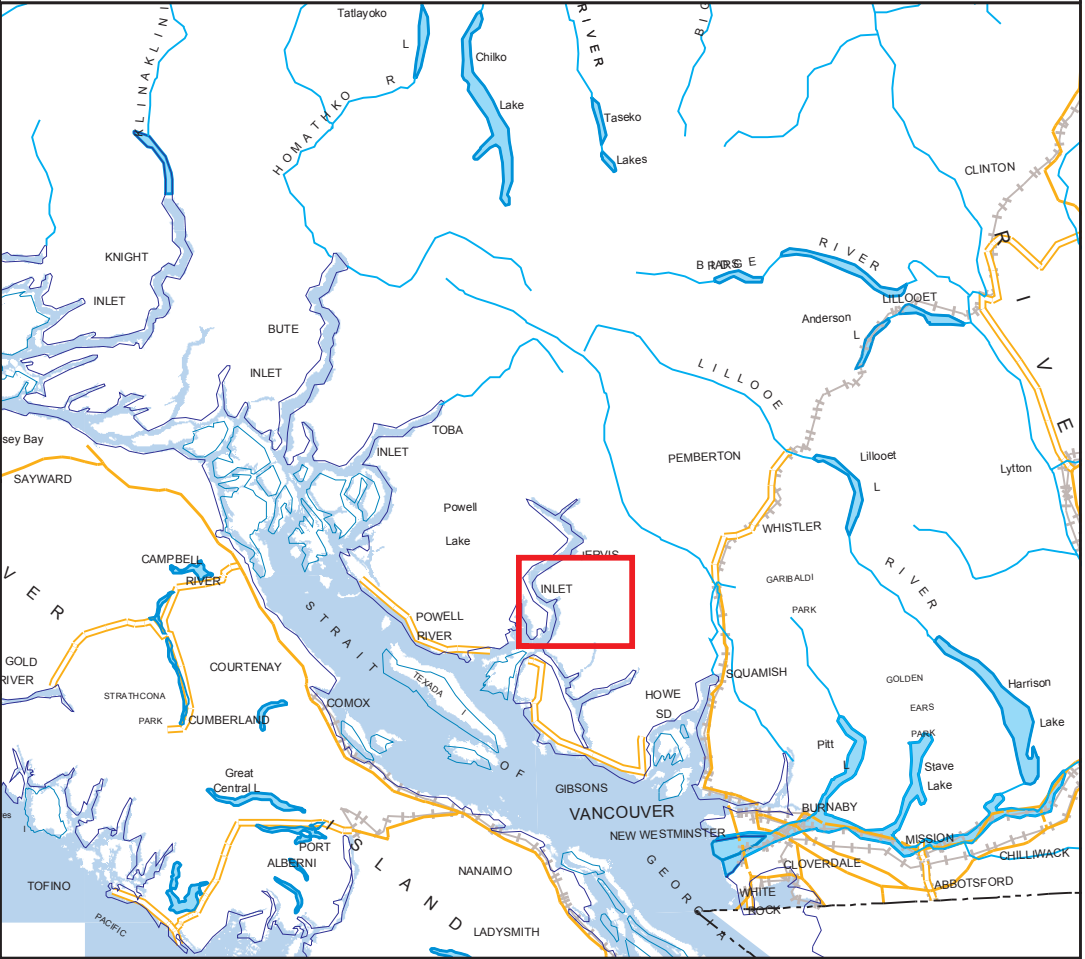 Tatlayoko
L
Chilko
Lake
R
HOMATHKO
KLINAKLINI
RIVER
Taseko
Lakes
CLINTON
KNIGHT
INLET
BUTE
INLET
RIVER
LILLOOET
Anderson
L
LILLOOE
R
I
V
E
TOBA
INLET
sey Bay
SAYWARD
PEMBERTON
Lillooet
L
Lytton
Powell
Lake
WHISTLER
CAMPBELL
RIVER
INLET
GARIBALDI
PARK
RIVER
VER
STRAIT
POWELL
RIVER
GOLD
RIVER
COURTENAY
STRATHCONA
PARK
CUMBERLAND
COMOX
TEXADA
I
SQUAMISH
HOWE
SD
GOLDEN
EARS
PARK
Harrison
Lake
Pitt
L
Stave
Lake
OF
Great
Central L
GIBSONS
VANCOUVER
BURNABY
NEW WESTMINSTER
MISSION
CHILLIWACK
CLOVERDALE
ABBOTSFORD
WHITE
ROCK
es
I
PORT
ALBERNI
ISLAND
NANAIMO
GEORGIA
TOFINO
PACIFIC
LADYSMITH